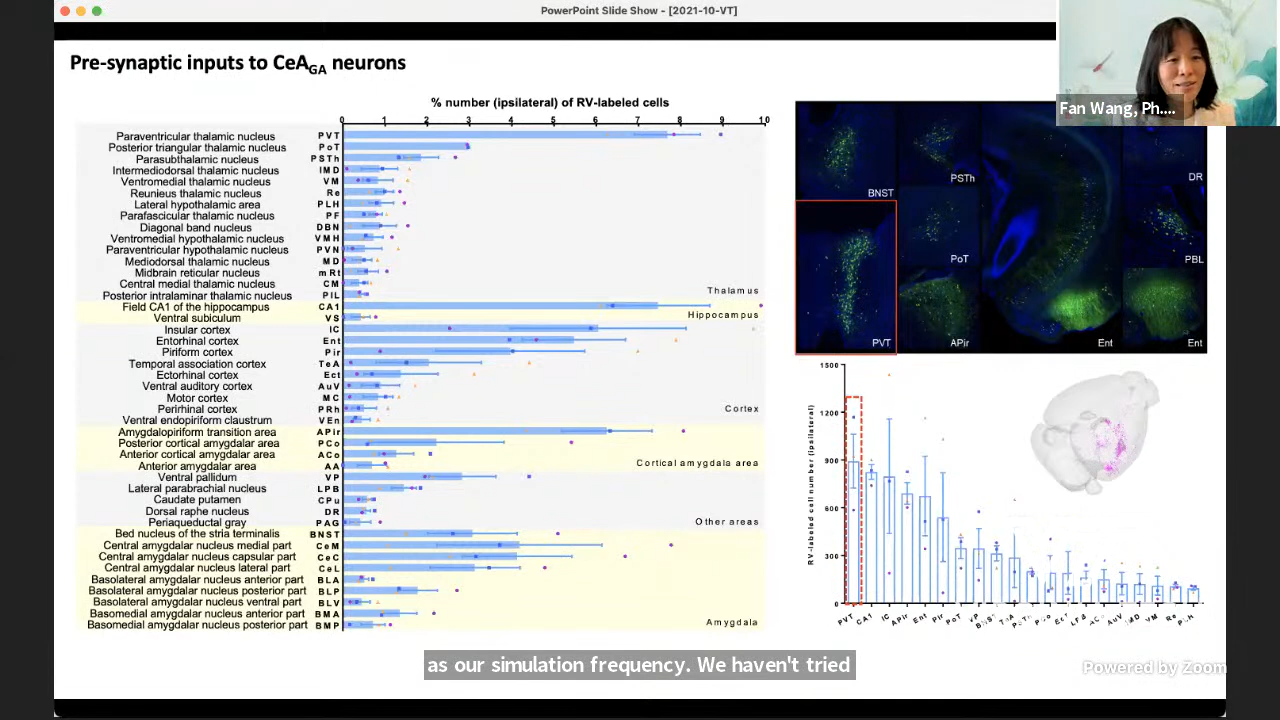 PowerPoint Slide Show - [2021-10-VT]
Pre-synaptic inputs to CeAGA neurons
Fan Wang, Ph....
% number (ipsilateral) of RV-labeled cells
0 1 2 3 4 5 6 7 8 9 10
Paraventricular thalamic nucleus PVT
Posterior triangular thalamic nucleus PoT
Parasubthalamic nucleus PSTh
Intermediodorsal thalamic nucleus IMD
Ventromedial thalamic nucleus VM
Reunieus thalamic nucleus Re
Lateral hypothalamic area PLH
Parafascicular thalamic nucleus PF
Diagonal band nucleus DBN
Ventromedial hypothalamic nucleus VMH
Paraventricular hypothalamic nucleus PVN
Mediodorsal thalamic nucleus MD
Midbrain reticular nucleus mRt
Central medial thalamic nucleus CM
Posterior intralaminar thalamic nucleus PIL
Thalamus
Field CA1 of the hippocampus CA1
Ventral subiculum VS
Hippocampus
Insular cortex IC
Entorhinal cortex Ent
Piriform cortex Pir
Temporal association cortex TeA
Ectorhinal cortex Ect
Ventral auditory cortex AuV
Motor cortex MC
Perirhinal cortex PRh
Ventral endopiriform claustrum VEn
Cortex
Amygdalopiriform transition area APir
Posterior cortical amygdalar area PCo
Anterior cortical amygdalar area ACo
Anterior amygdalar area AA
Cortical amygdala area
Ventral pallidum VP
Lateral parabrachial nucleus LPB
Caudate putamen CPu
Dorsal raphe nucleus DR
Periaqueductal gray PAG
Other areas
Bed nucleus of the stria terminalis BNST
Central amygdalar nucleus medial part CeM
Central amygdalar nucleus capsular part CeC
Central amygdalar nucleus lateral part CeL
Basolateral amygdalar nucleus anterior part BLA
Basolateral amygdalar nucleus posterior part BLP
Basolateral amygdalar nucleus ventral part BLV
Basomedial amygdalar nucleus anterior part BMA
Basomedial amygdalar nucleus posterior part BMP
Amygdala
BNST
PSTh
DR
PoT
PBL
PVT
APir
Ent
Ent
RV-labeled cell number (ipsilateral)
1500
1200
900
600
300
0
PVT CA1 IC APir Ent Pir PoT VP BNST TeA PSTh PCo Ect LPB ACo AuV IMD VM Re PLH
as our simulation frequency. We haven't tried
Powered by Zoom